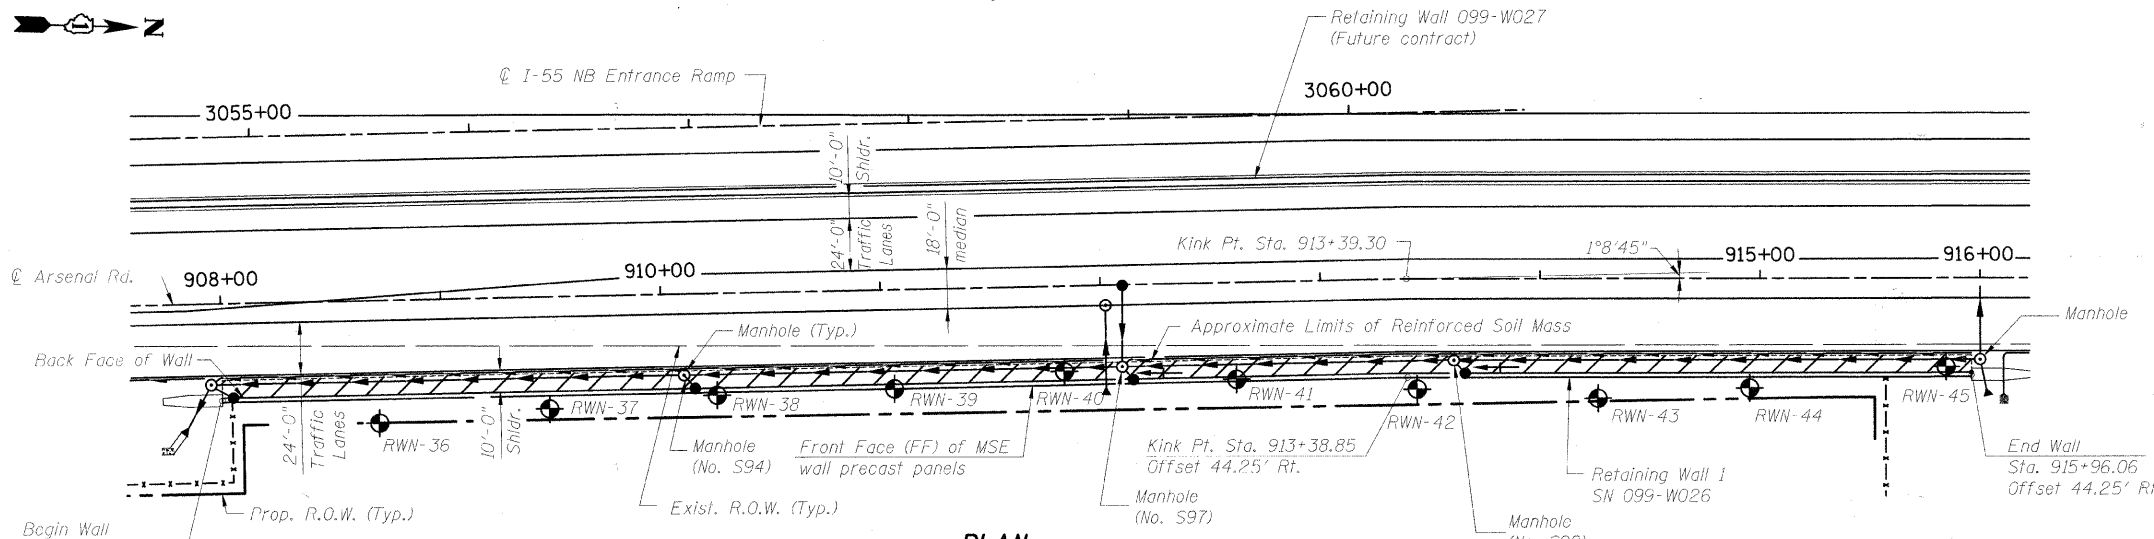 N
Retaining Wall 099-W027
(Future contract)
℄ I-55 NB Entrance Ramp
3055+00
3060+00
10'-0"
Shldr.
24'-0"
Traffic
Lanes
18'-0"
median
Kink Pt. Sta. 913+39.30
1°8'45"
℄ Arsenal Rd.
908+00
910+00
915+00
916+00
Manhole (Typ.)
Approximate Limits of Reinforced Soil Mass
Manhole
Back Face of Wall
24'-0"
Traffic
Lanes
10'-0"
Shldr.
RWN-36
RWN-37
RWN-38
RWN-39
RWN-40
RWN-41
RWN-42
RWN-43
RWN-44
RWN-45
Manhole
(No. S94)
Front Face (FF) of MSE
wall precast panels
Kink Pt. Sta. 913+38.85
Offset 44.25' Rt.
Retaining Wall 1
SN 099-W026
End Wall
Sta. 915+96.06
Offset 44.25' Rt
Prop. R.O.W. (Typ.)
Exist. R.O.W. (Typ.)
Manhole
(No. S97)
Manhole
Begin Wall
PLAN